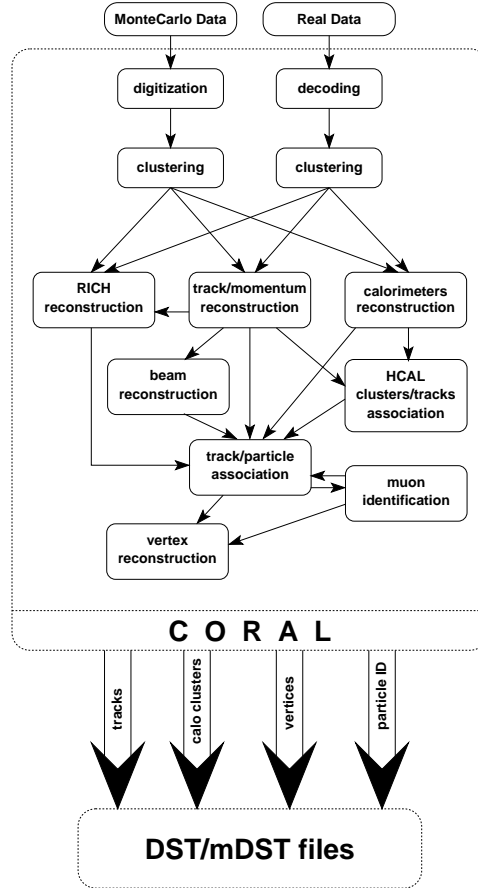 MonteCarlo Data
Real Data
digitization
decoding
clustering
clustering
RICH
reconstruction
track/momentum
reconstruction
calorimeters
reconstruction
beam
reconstruction
HCAL
clusters/tracks
association
track/particle
association
muon
identification
vertex
reconstruction
C O R A L
tracks
calo clusters
vertices
particle ID
DST/mDST files